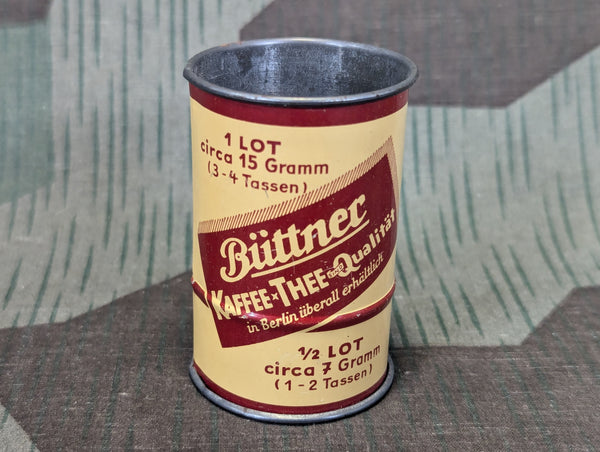 1 LOT
circa 15 Gramm
(3-4 Tassen)
Büttner
KAFFEE x THEE Qualität
in Berlin überall erhältlich
1/2 LOT
circa 7 Gramm
(1-2 Tassen)